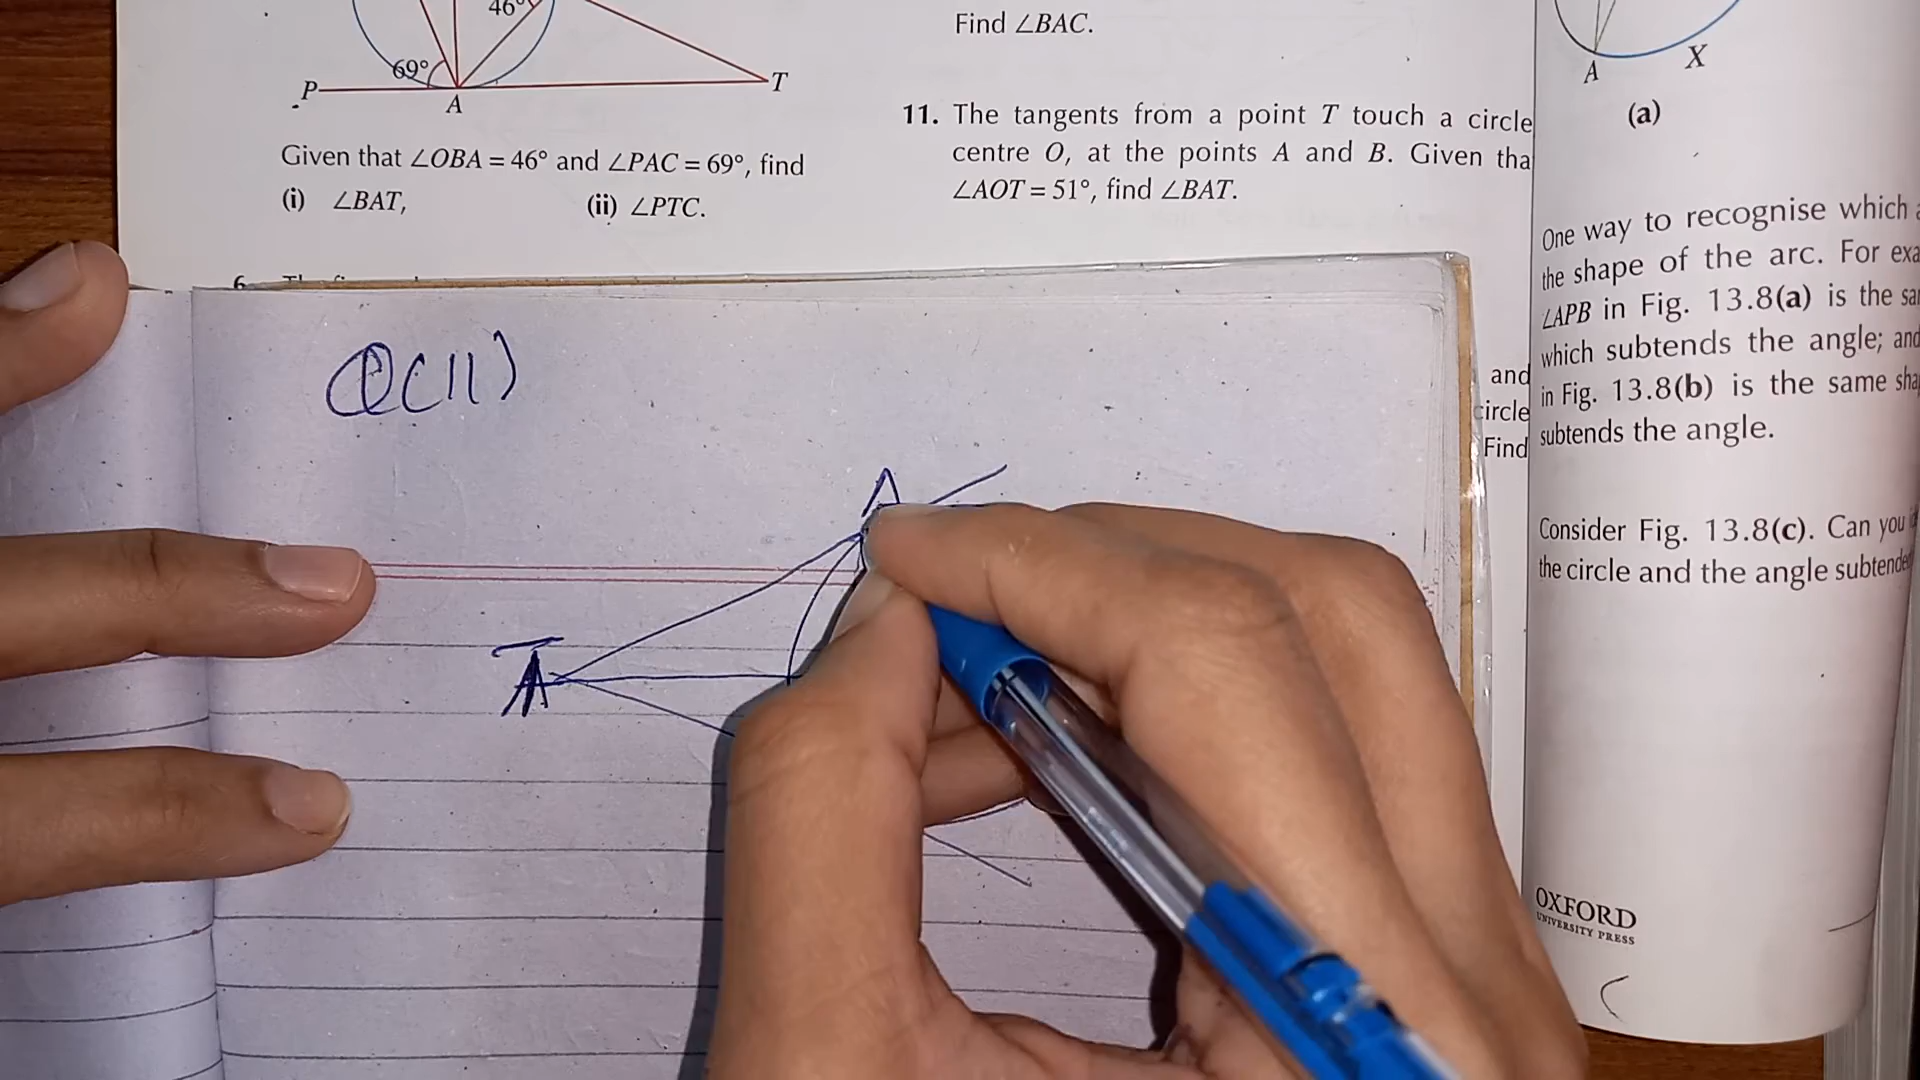 46°
69°
P
A
T
Given that ∠OBA = 46° and ∠PAC = 69°, find
(i) ∠BAT, (ii) ∠PTC.
6.
Find ∠BAC.
11. The tangents from a point T touch a circle
centre O, at the points A and B. Given tha
∠AOT = 51°, find ∠BAT.
and
circle
Find
A
X
(a)
One way to recognise which
the shape of the arc. For exa
∠APB in Fig. 13.8(a) is the sa
which subtends the angle; and
in Fig. 13.8(b) is the same sha
subtends the angle.
Consider Fig. 13.8(c). Can you
the circle and the angle subtended
OXFORD
UNIVERSITY PRESS
Q(11)
A
T